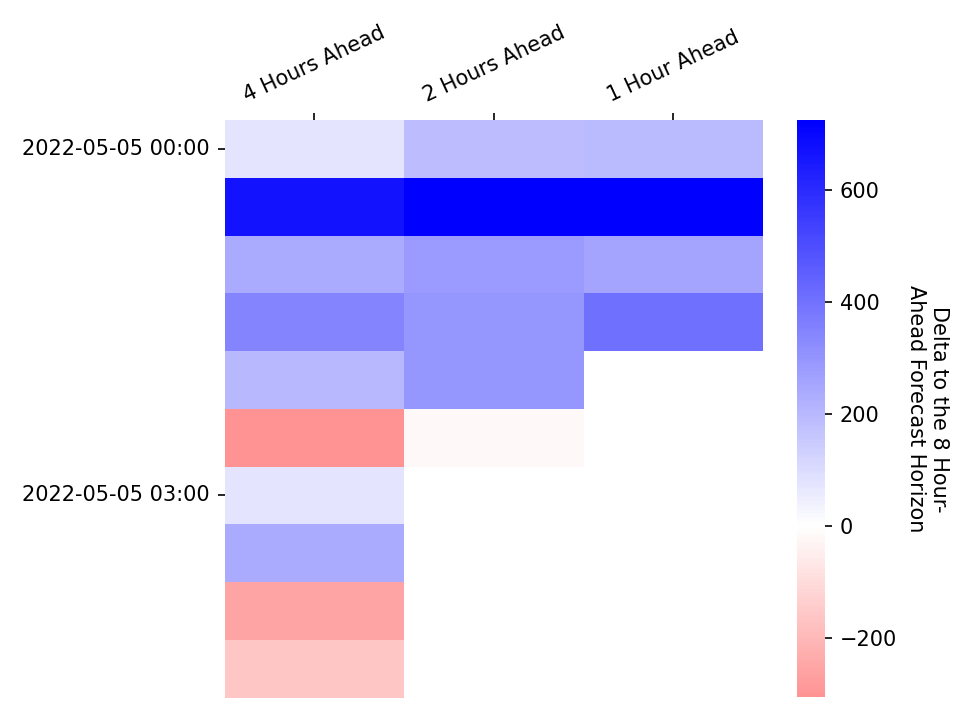 4 Hours Ahead
2 Hours Ahead
1 Hour Ahead
2022-05-05 00:00
2022-05-05 03:00
600
400
200
0
−200
Delta to the 8 Hour-
Ahead Forecast Horizon